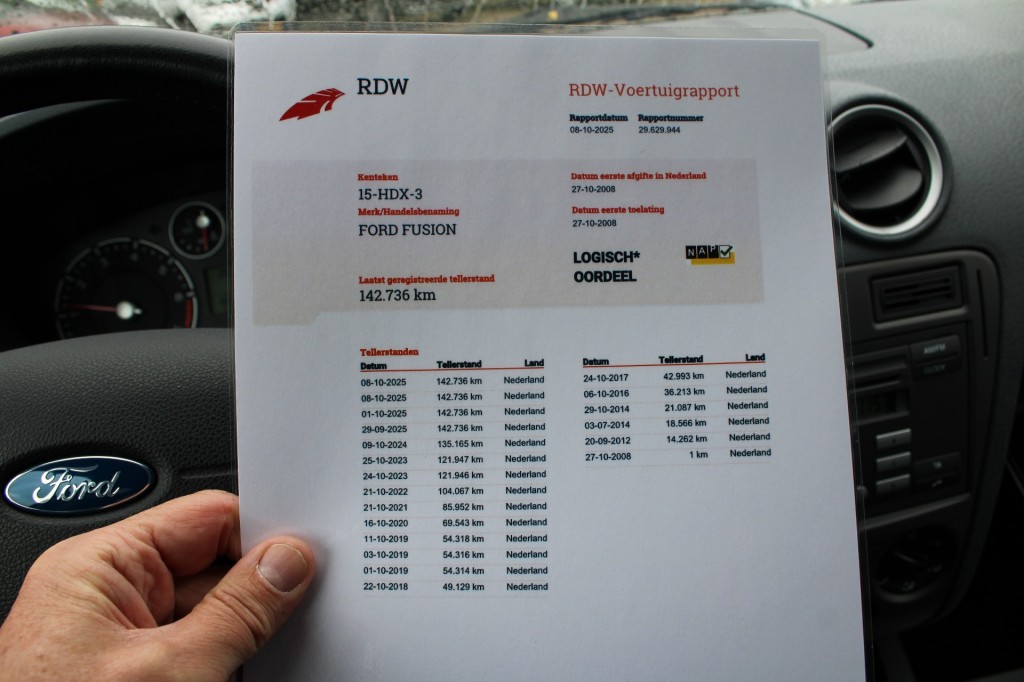 RDW
RDW-Voertuigrapport
Rapportdatum Rapportnummer
08-10-2025 29.629.944
Kenteken
15-HDX-3
Merk/Handelsbenaming
FORD FUSION
Laatst geregistreerde tellerstand
142.736 km
Datum eerste afgifte in Nederland
27-10-2008
Datum eerste toelating
27-10-2008
LOGISCH*
OORDEEL
NAP
Tellerstanden
Datum Tellerstand Land
08-10-2025 142.736 km Nederland
08-10-2025 142.736 km Nederland
01-10-2025 142.736 km Nederland
29-09-2025 142.736 km Nederland
09-10-2024 135.165 km Nederland
25-10-2023 121.947 km Nederland
24-10-2023 121.946 km Nederland
21-10-2022 104.067 km Nederland
21-10-2021 85.952 km Nederland
16-10-2020 69.543 km Nederland
11-10-2019 54.318 km Nederland
03-10-2019 54.316 km Nederland
01-10-2019 54.314 km Nederland
22-10-2018 49.129 km Nederland
Datum Tellerstand Land
24-10-2017 42.993 km Nederland
06-10-2016 36.213 km Nederland
29-10-2014 21.087 km Nederland
03-07-2014 18.566 km Nederland
20-09-2012 14.262 km Nederland
27-10-2008 1 km Nederland
Ford